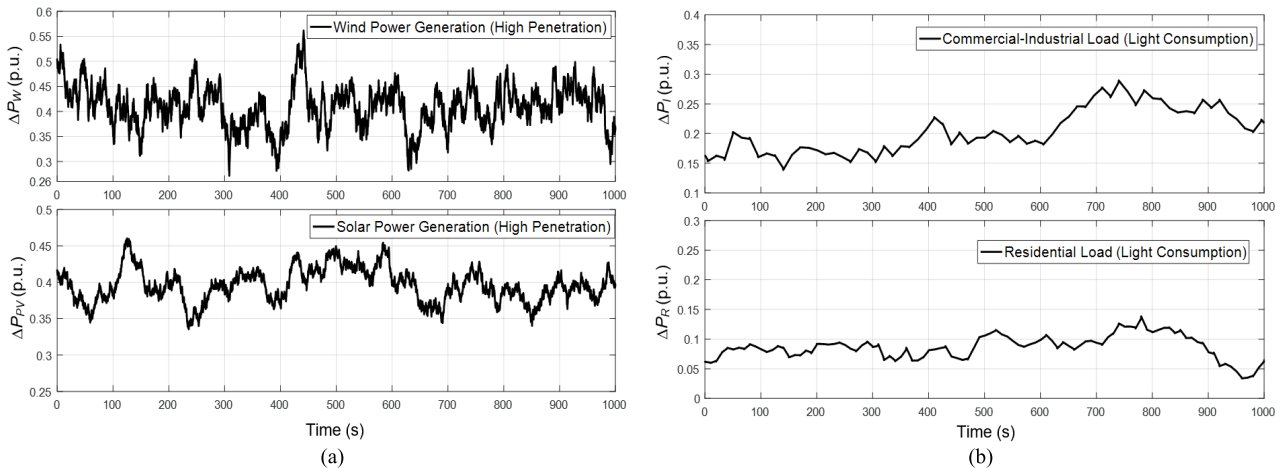 Wind Power Generation (High Penetration)
ΔP_W (p.u.)
0.6
0.55
0.5
0.45
0.4
0.35
0.3
0.26
0 100 200 300 400 500 600 700 800 900 1000
Solar Power Generation (High Penetration)
ΔP_PV (p.u.)
0.5
0.45
0.4
0.35
0.3
0.25
0 100 200 300 400 500 600 700 800 900 1000
Time (s)
(a)
Commercial-Industrial Load (Light Consumption)
ΔP_I (p.u.)
0.4
0.35
0.3
0.25
0.2
0.15
0.1
0 100 200 300 400 500 600 700 800 900 1000
Residential Load (Light Consumption)
ΔP_R (p.u.)
0.3
0.25
0.2
0.15
0.1
0.05
0
0 100 200 300 400 500 600 700 800 900 1000
Time (s)
(b)